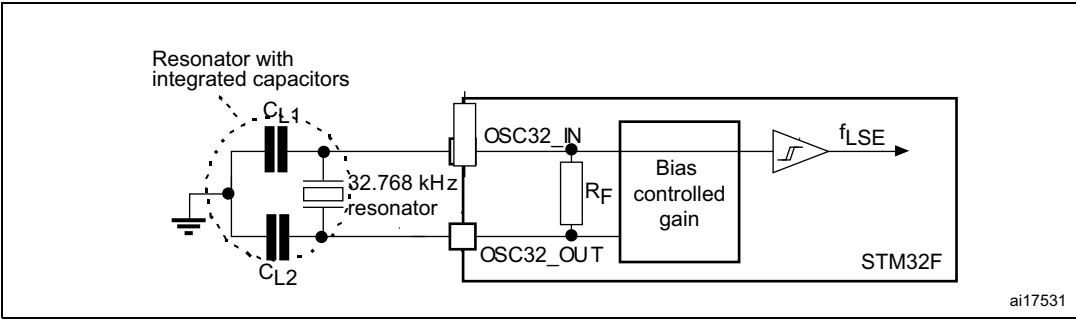 Resonator with
integrated capacitors
CL1
OSC32_IN
fLSE
32.768 kHz
resonator
RF
Bias
controlled
gain
OSC32_OUT
STM32F
CL2
ai17531